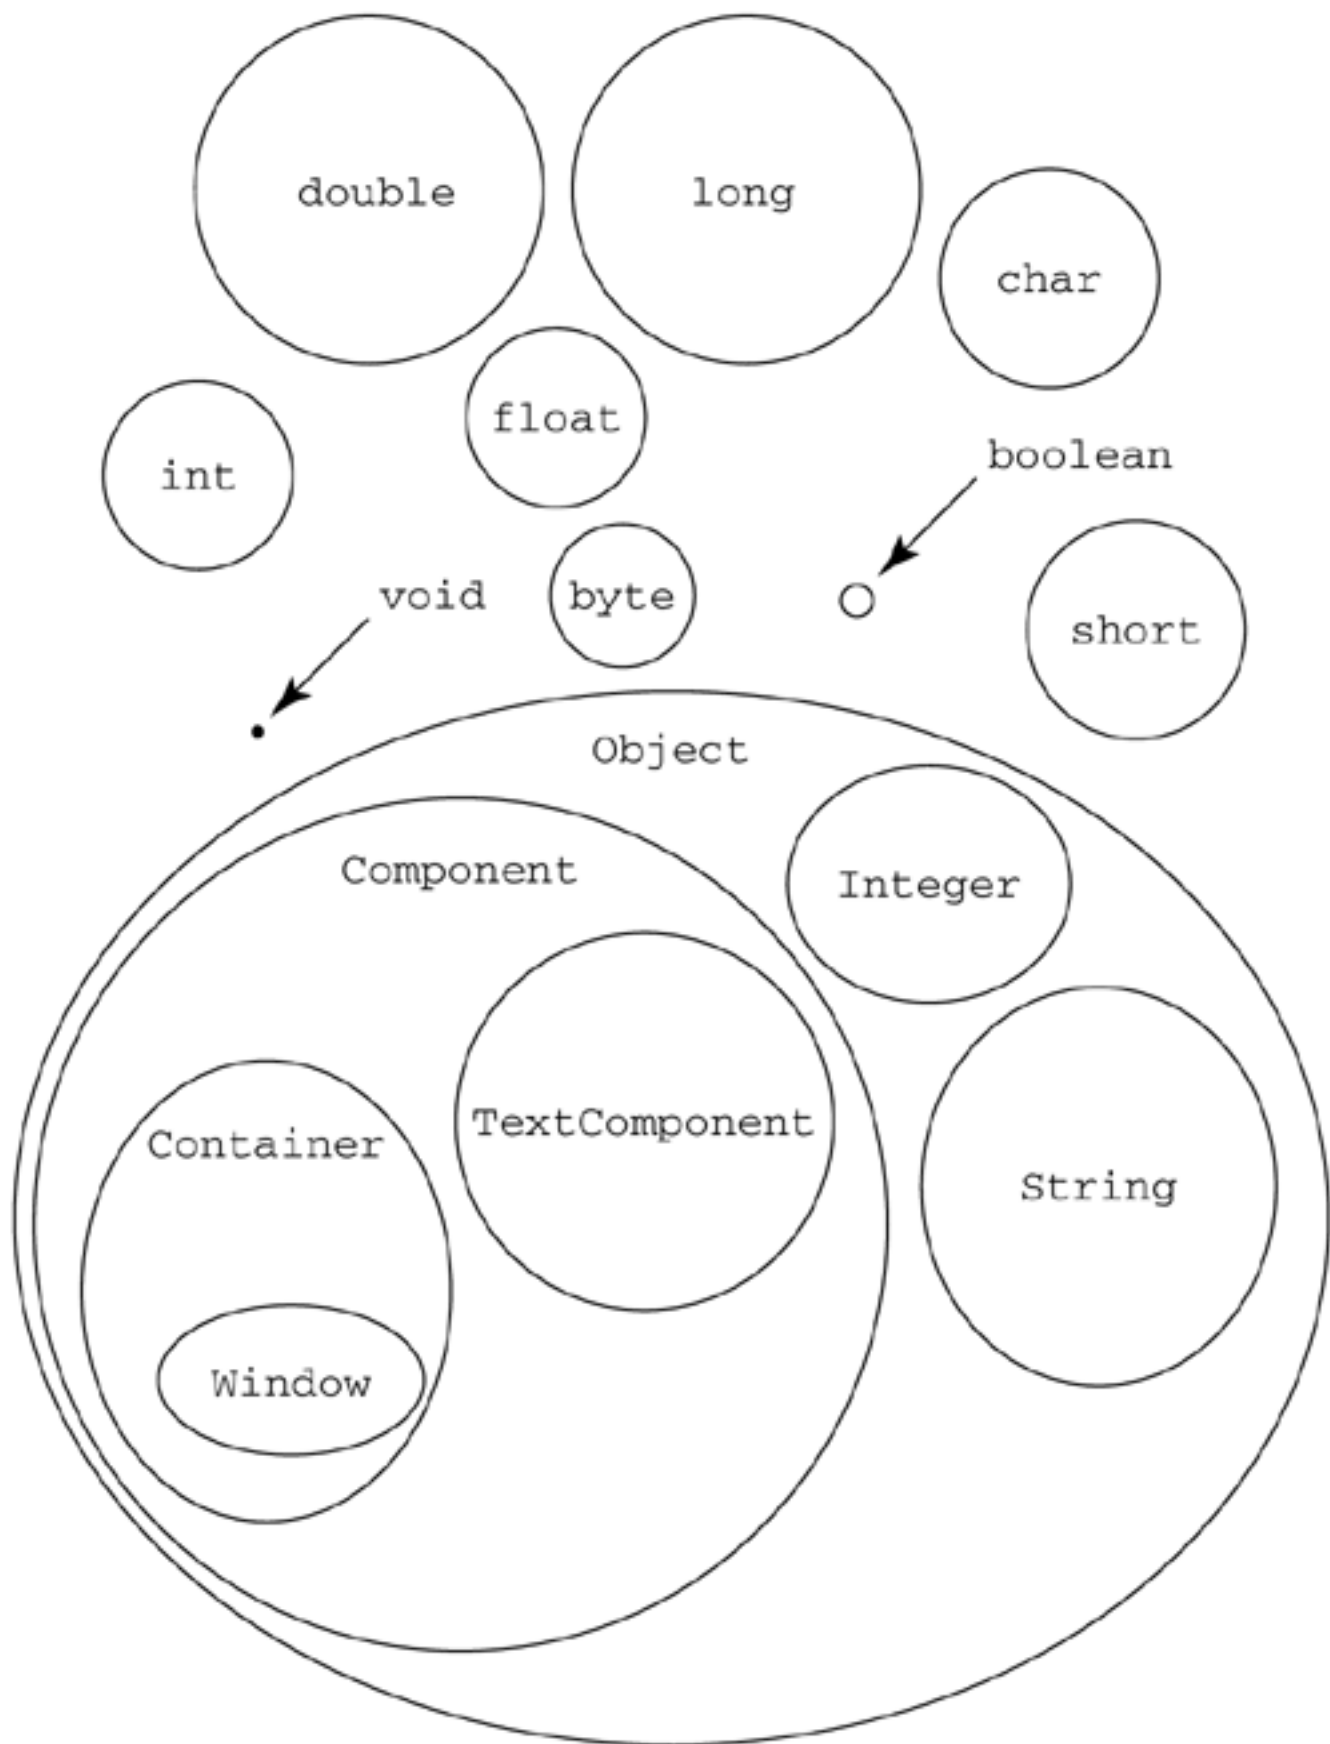 double
long
char
float
int
boolean
void
byte
short
Object
Component
Integer
TextComponent
Container
String
Window